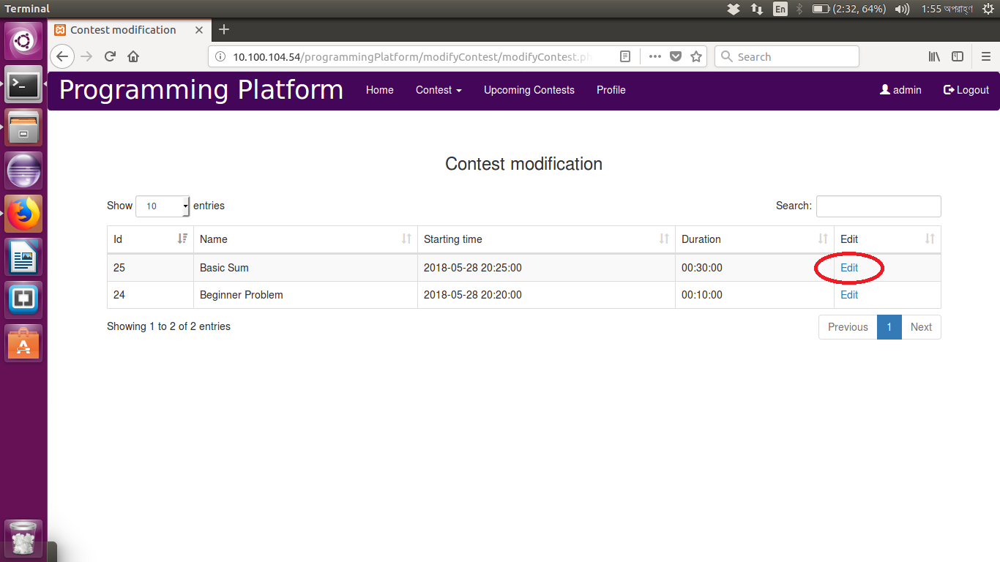 Terminal
En
(2:32, 64%)
1:55 অপরাহ্ণ
Contest modification
10.100.104.54/programmingPlatform/modifyContest/modifyContest.ph
Search
Programming Platform Home Contest Upcoming Contests Profile admin Logout
Contest modification
Show 10 entries Search:
Id Name Starting time Duration Edit
25 Basic Sum 2018-05-28 20:25:00 00:30:00 Edit
24 Beginner Problem 2018-05-28 20:20:00 00:10:00 Edit
Showing 1 to 2 of 2 entries Previous 1 Next